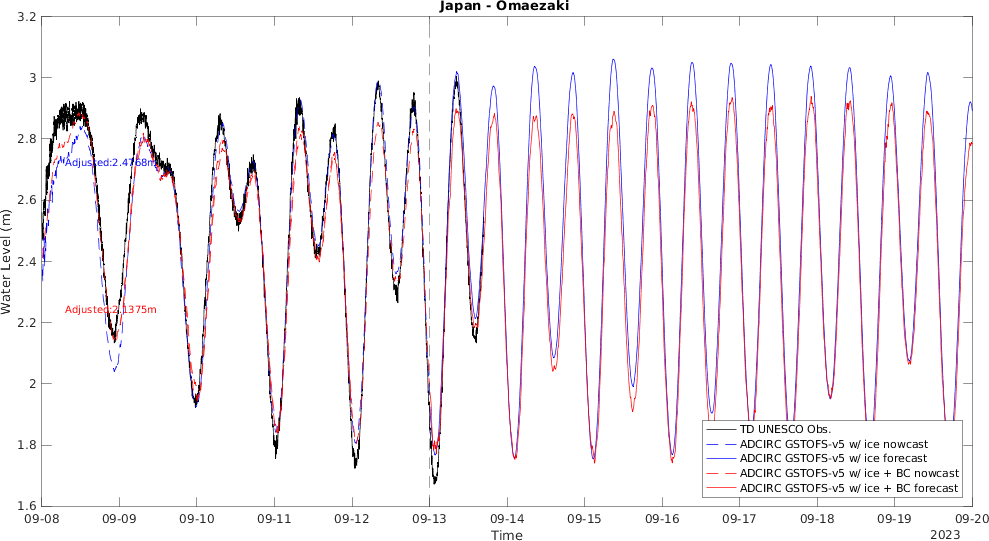 Japan - Omaezaki
3.2
3
2.8
2.6
2.4
2.2
2
1.8
1.6
Water Level (m)
Adjusted:2.4768m
Adjusted:2.1375m
TD UNESCO Obs.
ADCIRC GSTOFS-v5 w/ ice nowcast
ADCIRC GSTOFS-v5 w/ ice forecast
ADCIRC GSTOFS-v5 w/ ice + BC nowcast
ADCIRC GSTOFS-v5 w/ ice + BC forecast
09-08 09-09 09-10 09-11 09-12 09-13 09-14 09-15 09-16 09-17 09-18 09-19 09-20
Time
2023